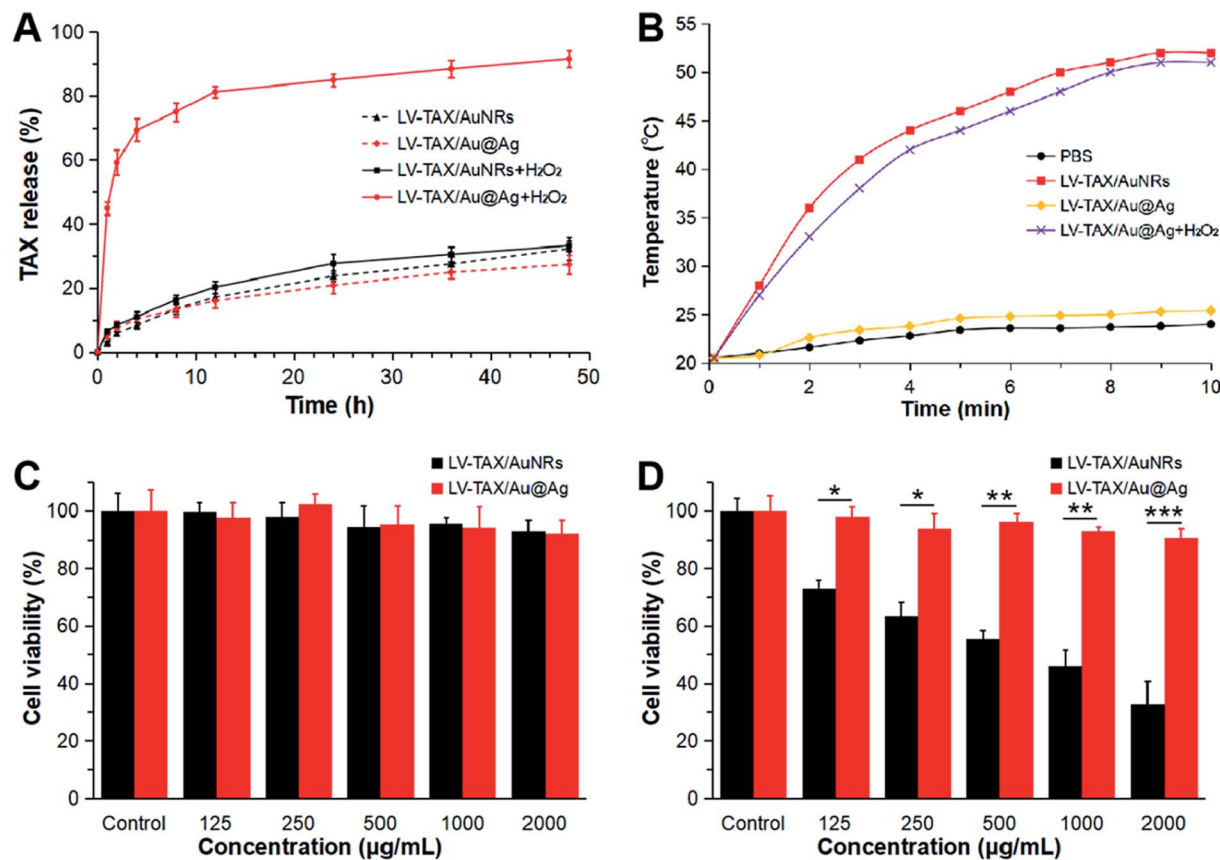 A
TAX release (%)
100
80
60
40
20
0
LV-TAX/AuNRs
LV-TAX/Au@Ag
LV-TAX/AuNRs+H₂O₂
LV-TAX/Au@Ag+H₂O₂
0 10 20 30 40 50
Time (h)
B
Temperature (℃)
55
50
45
40
35
30
25
20
PBS
LV-TAX/AuNRs
LV-TAX/Au@Ag
LV-TAX/Au@Ag+H₂O₂
0 2 4 6 8 10
Time (min)
C
LV-TAX/AuNRs
LV-TAX/Au@Ag
Cell viability (%)
100
80
60
40
20
0
Control 125 250 500 1000 2000
Concentration (µg/mL)
D
LV-TAX/AuNRs
LV-TAX/Au@Ag
* * ** ** ***
Cell viability (%)
100
80
60
40
20
0
Control 125 250 500 1000 2000
Concentration (µg/mL)